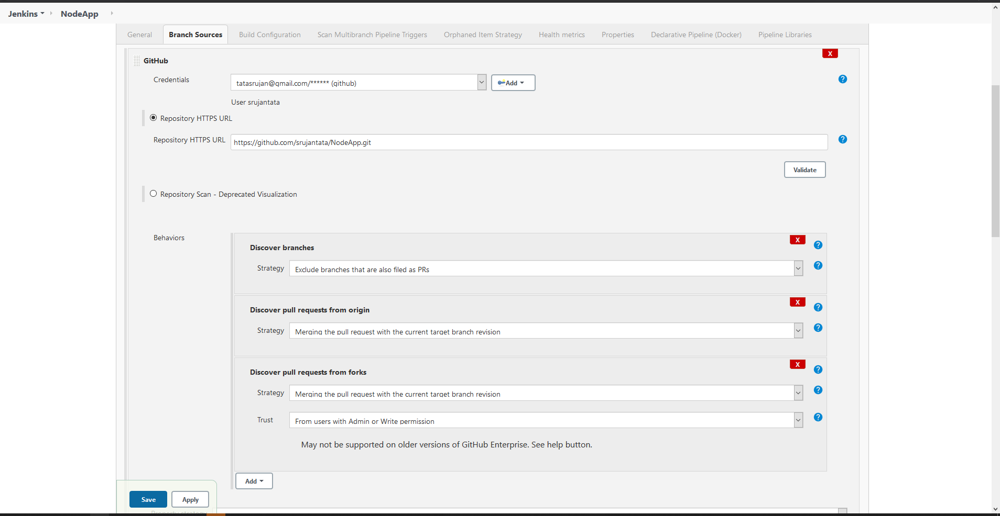 Jenkins NodeApp
General Branch Sources Build Configuration Scan Multibranch Pipeline Triggers Orphaned Item Strategy Health metrics Properties Declarative Pipeline (Docker) Pipeline Libraries
X
GitHub
Credentials tatasrujan@gmail.com/****** (github) Add ?
User srujantata
Repository HTTPS URL
Repository HTTPS URL https://github.com/srujantata/NodeApp.git ?
Validate
Repository Scan - Deprecated Visualization
Behaviors
X
Discover branches ?
Strategy Exclude branches that are also filed as PRs ?
X
Discover pull requests from origin ?
Strategy Merging the pull request with the current target branch revision ?
X
Discover pull requests from forks ?
Strategy Merging the pull request with the current target branch revision ?
Trust From users with Admin or Write permission ?
May not be supported on older versions of GitHub Enterprise. See help button.
Add
Save Apply
Property strategy